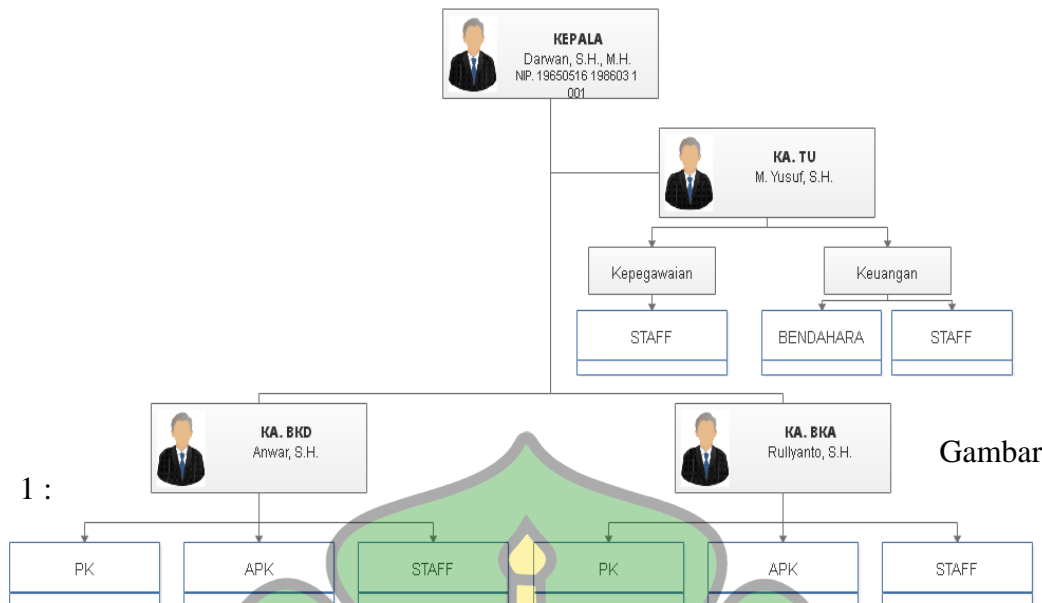 KEPALA
Darwan, S.H., M.H.
NIP. 19650516 198603 1
001
KA. TU
M. Yusuf, S.H.
Kepegawaian
Keuangan
STAFF
BENDAHARA
STAFF
KA. BKD
Anwar, S.H.
KA. BKA
Rullyanto, S.H.
Gambar
1 :
PK
APK
STAFF
PK
APK
STAFF